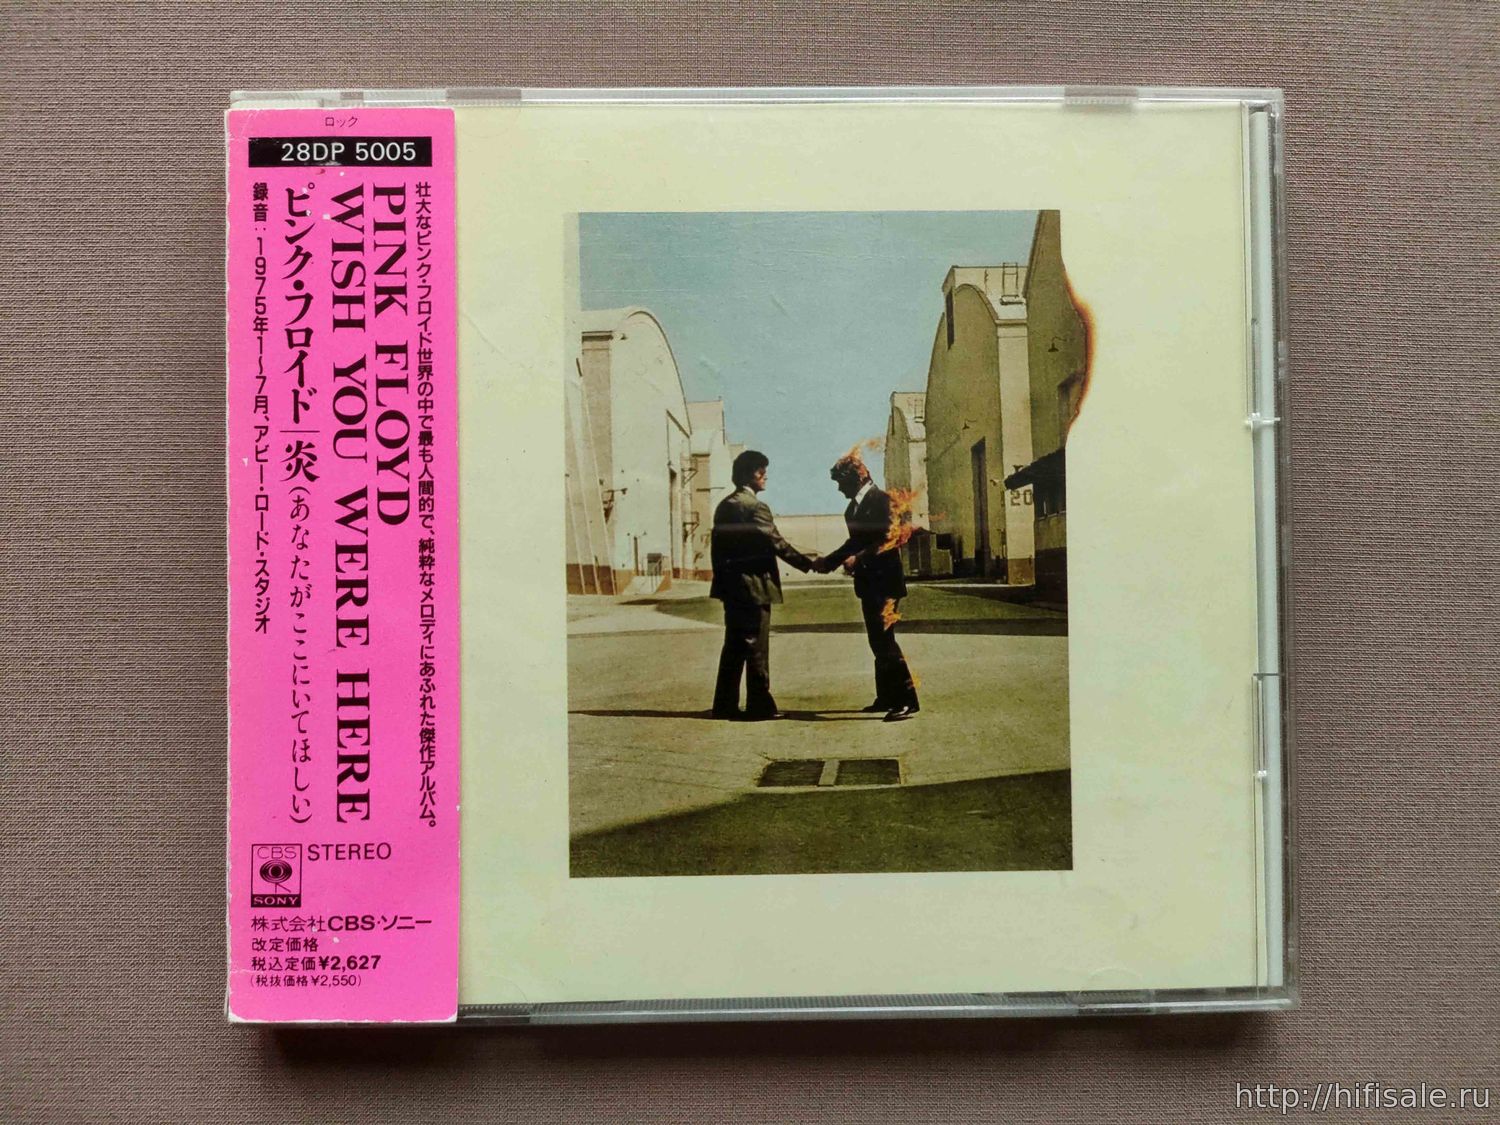 ロック
28DP 5005
壮大なピンク・フロイド世界の中で最も人間的で、純粋なメロディにあふれた傑作アルバム。
PINK FLOYD
WISH YOU WERE HERE
ピンク・フロイド│炎(あなたがここにいてほしい)
録音:1975年1〜7月、アビー・ロード・スタジオ
CBS
SONY
STEREO
株式会社CBS・ソニー
改定価格
税込定価¥2,627
(税抜価格¥2,550)
20
http://hifisale.ru